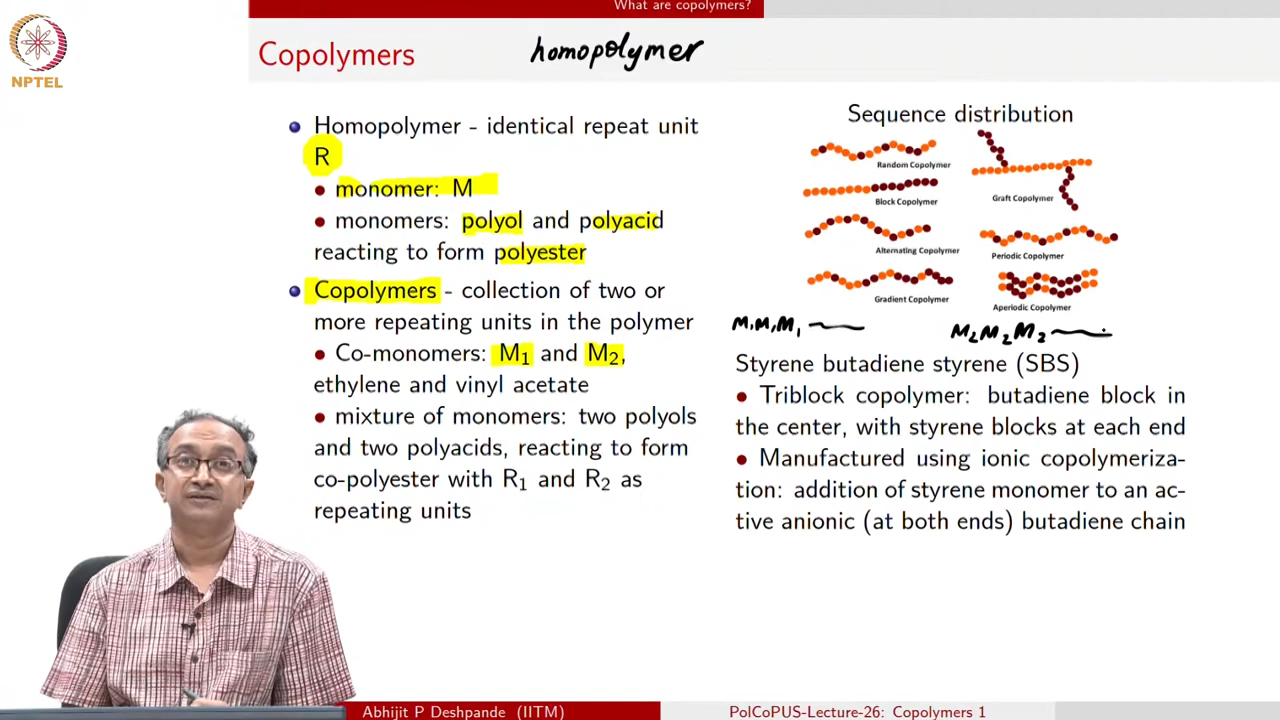 What are copolymers?
NPTEL
Copolymers
homopolymer
• Homopolymer - identical repeat unit
R
• monomer: M
• monomers: polyol and polyacid
reacting to form polyester
• Copolymers - collection of two or
more repeating units in the polymer
• Co-monomers: M₁ and M₂,
ethylene and vinyl acetate
• mixture of monomers: two polyols
and two polyacids, reacting to form
co-polyester with R₁ and R₂ as
repeating units
Sequence distribution
Random Copolymer
Block Copolymer
Graft Copolymer
Alternating Copolymer
Periodic Copolymer
Gradient Copolymer
Aperiodic Copolymer
M₁M₁M₁
M₂M₂M₂
Styrene butadiene styrene (SBS)
• Triblock copolymer: butadiene block in
the center, with styrene blocks at each end
• Manufactured using ionic copolymeriza-
tion: addition of styrene monomer to an ac-
tive anionic (at both ends) butadiene chain
Abhijit P Deshpande (IITM)
PolCoPUS-Lecture-26: Copolymers 1